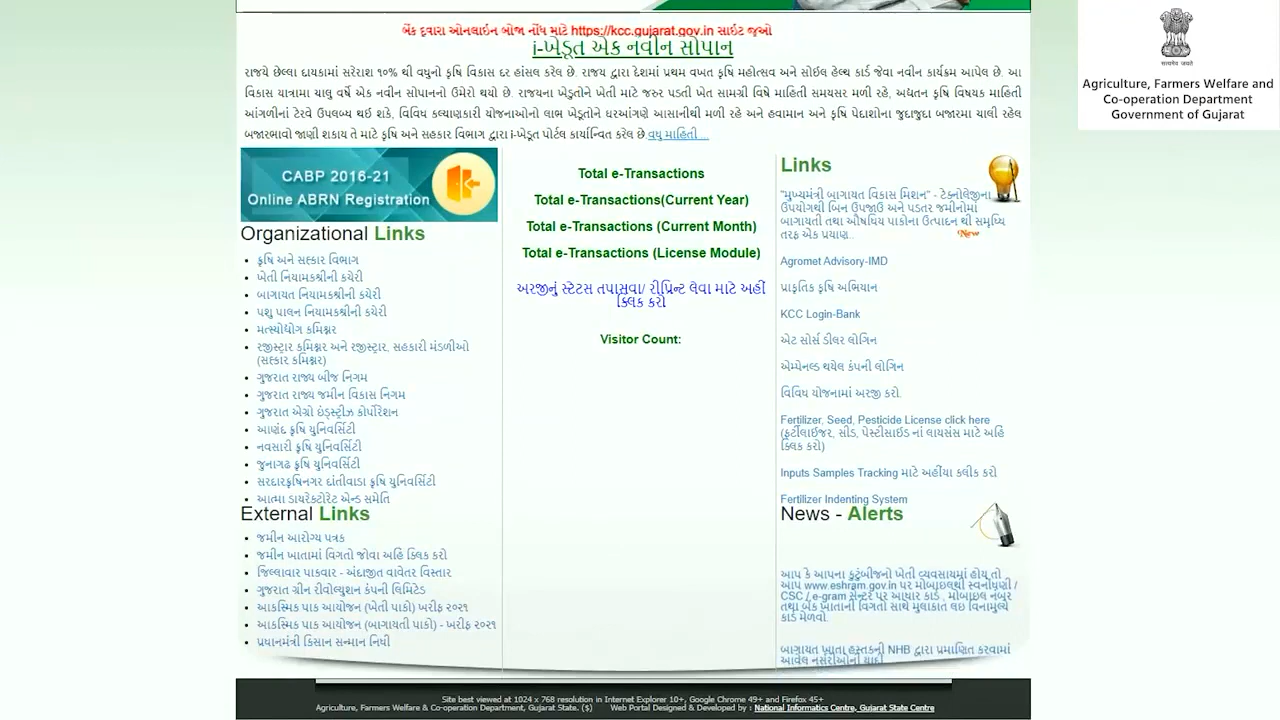 બેંક દ્વારા ઓનલાઇન બોજા નોંધ માટે https://kcc.gujarat.gov.in સાઈટ જૂઓ
i-ખેડૂત એક નવીન સોપાન
રાજ્યે છેલ્લા દાયકામાં સરેરાશ ૧૦% થી વધુનો કૃષિ વિકાસ દર હાંસલ કરેલ છે. રાજ્ય દ્વારા દેશમાં પ્રથમ વખત કૃષિ મહોત્સવ અને સોઈલ હેલ્થ કાર્ડ જેવા નવીન કાર્યક્રમ આપેલ છે. આ
વિકાસ યાત્રામા ચાલુ વર્ષે એક નવીન સોપાનનો ઉમેરો થયો છે. રાજ્યના ખેડુતોને ખેતી માટે જરુર પડતી ખેત સામગ્રી વિષે માહિતી સમયસર મળી રહે, અદ્યતન કૃષિ વિષયક માહિતી
આંગળીનાં ટેરવે ઉપલબ્ધ થઈ શકે, વિવિધ કલ્યાણકારી યોજનાઓનો લાભ ખેડૂતોને ઘરઆંગણે આસાનીથી મળી રહે અને હવામાન અને કૃષિ પેદાશોના જુદાજુદા બજારમા ચાલી રહેલ
બજારભાવો જાણી શકાય તે માટે કૃષિ અને સહકાર વિભાગ દ્વારા i-ખેડૂત પોર્ટલ કાર્યાન્વિત કરેલ છે.વધુ માહિતી....
Agriculture, Farmers Welfare and
Co-operation Department
Government of Gujarat
CABP 2016-21
Online ABRN Registration
Organizational Links
કૃષિ અને સહકાર વિભાગ
ખેતી નિયામકશ્રીની કચેરી
બાગાયત નિયામકશ્રીની કચેરી
પશુ પાલન નિયામકશ્રીની કચેરી
મત્સ્યોદ્યોગ કમિશ્નર
રજીસ્ટ્રાર કમિશ્નર અને રજીસ્ટ્રાર, સહકારી મંડળીઓ
(સહકાર કમિશ્નર)
ગુજરાત રાજ્ય બીજ નિગમ
ગુજરાત રાજ્ય જમીન વિકાસ નિગમ
ગુજરાત એગ્રો ઇંડ્સ્ટ્રીઝ કોર્પોરેશન
આણંદ કૃષિ યુનિવર્સિટી
નવસારી કૃષિ યુનિવર્સિટી
જુનાગઢ કૃષિ યુનિવર્સિટી
સરદારકૃષિનગર દાંતીવાડા કૃષિ યુનિવર્સિટી
આત્મા ડાયરેક્ટોરેટ એન્ડ સમેતિ
External Links
જમીન આરોગ્ય પત્રક
જમીન ખાતામાં વિગતો જોવા અહિં ક્લિક કરો
જિલ્લાવાર પાકવાર - અંદાજીત વાવેતર વિસ્તાર
ગુજરાત ગ્રીન રીવોલ્યુશન કંપની લિમિટેડ
આકસ્મિક પાક આયોજન (ખેતી પાકો) ખરીફ ૨૦૨૧
આકસ્મિક પાક આયોજન (બાગાયતી પાકો) - ખરીફ ૨૦૨૧
પ્રધાનમંત્રી કિસાન સન્માન નિધી
Total e-Transactions
Total e-Transactions(Current Year)
Total e-Transactions (Current Month)
Total e-Transactions (License Module)
અરજીનું સ્ટેટસ તપાસવા/ રીપ્રિન્ટ લેવા માટે અહીં
ક્લિક કરો
Visitor Count:
Links
"મુખ્યમંત્રી બાગાયત વિકાસ મિશન" - ટેક્નોલેજીના
ઉપયોગથી બિન ઉપજાઉ અને પડતર જમીનોમાં
બાગાયતી તથા ઔષધિય પાકોના ઉત્પાદન થી સમૃધ્ધિ
તરફ એક પ્રયાણ..
New
Agromet Advisory-IMD
પ્રાકૃતિક કૃષિ અભિયાન
KCC Login-Bank
એટ સોર્સ ડીલર લોગિન
એમ્પેનલ્ડ થયેલ કંપની લોગિન
વિવિધ યોજનામાં અરજી કરો.
Fertilizer, Seed, Pesticide License click here
(ફર્ટીલાઈજર, સીડ, પેસ્ટીસાઈડ નાં લાયસંસ માટે અહિં
ક્લિક કરો)
Inputs Samples Tracking માટે અહીંયા કલીક કરો
Fertilizer Indenting System
News - Alerts
આપ કે આપના કુટુંબીજનો ખેતી વ્યવસાયમાં હોય તો
આપ www.eshram.gov.in પર મોબાઇલથી સ્વનોંધણી /
CSC / e-gram સેન્ટર પર આધાર કાર્ડ , મોબાઇલ નંબર
તથા બેંક ખાતાની વિગતો સાથે મુલાકાત લઇ વિનામુલ્યે
કાર્ડ મેળવો.
બાગાયત ખાતા હસ્તકની NHB દ્વારા પ્રમાણિત કરવામાં
આવેલ નર્સરીઓની યાદી
Site best viewed at 1024 x 768 resolution in Internet Explorer 10+, Google Chrome 49+ and Firefox 45+
Agriculture, Farmers Welfare & Co-operation Department, Gujarat State. ($) Web Portal Designed & Developed by : National Informatics Centre, Gujarat State Centre